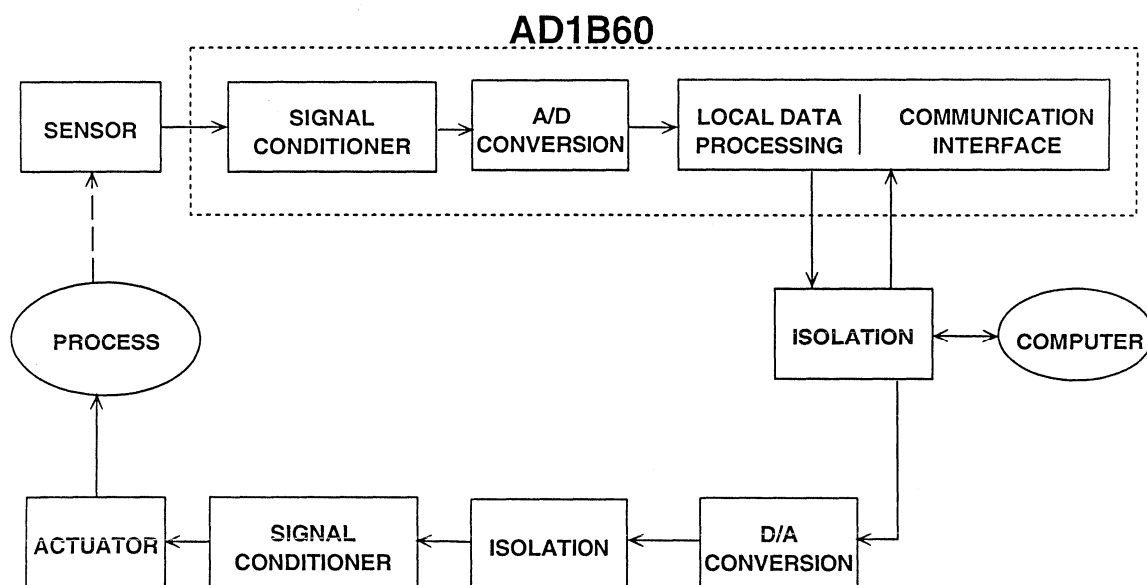 AD1B60
SENSOR
SIGNAL
CONDITIONER
A/D
CONVERSION
LOCAL DATA
PROCESSING
COMMUNICATION
INTERFACE
PROCESS
ISOLATION
COMPUTER
ACTUATOR
SIGNAL
CONDITIONER
ISOLATION
D/A
CONVERSION